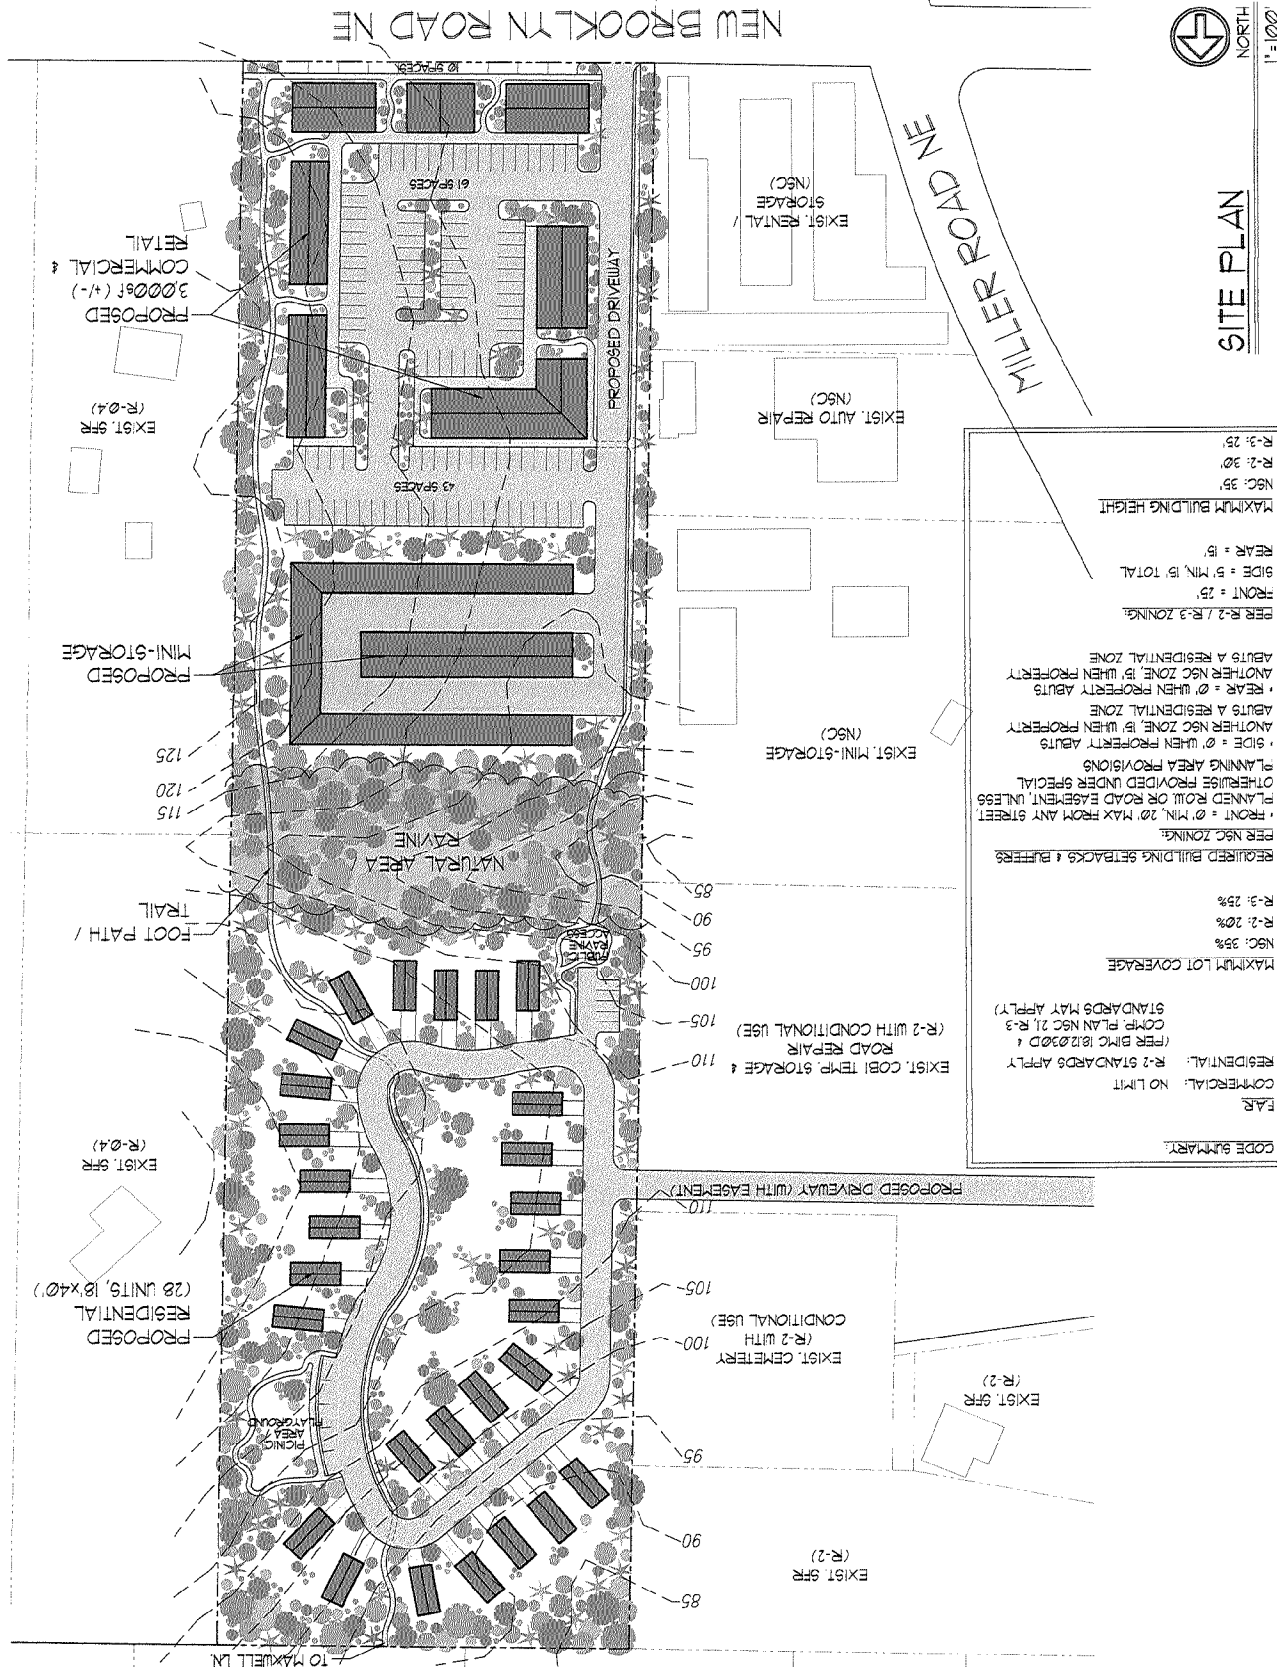 TO MAXWELL LN.
85
EXIST. SFR
(R-2)
90
95
PICNIC
AREA /
PLAYGROUND
EXIST. SFR
(R-2)
EXIST. CEMETERY
(R-2 WITH
CONDITIONAL USE)
100
105
PROPOSED
RESIDENTIAL
(28 UNITS, 18'x40')
110
PROPOSED DRIVEWAY (WITH EASEMENT)
EXIST. SFR
(R-0.4)
CODE SUMMARY:
F.A.R.
COMMERCIAL: NO LIMIT
RESIDENTIAL: R-2 STANDARDS APPLY
(PER BIMC 18.12.030D &
COMP. PLAN NSC 2.1, R-3
STANDARDS MAY APPLY)
MAXIMUM LOT COVERAGE
NSC: 35%
R-2: 20%
R-3: 25%
REQUIRED BUILDING SETBACKS & BUFFERS
PER NSC ZONING:
• FRONT = 0' MIN, 20' MAX FROM ANY STREET,
PLANNED R.O.W. OR ROAD EASEMENT, UNLESS
OTHERWISE PROVIDED UNDER SPECIAL
PLANNING AREA PROVISIONS
• SIDE = 0' WHEN PROPERTY ABUTS
ANOTHER NSC ZONE, 15' WHEN PROPERTY
ABUTS A RESIDENTIAL ZONE
• REAR = 0' WHEN PROPERTY ABUTS
ANOTHER NSC ZONE, 15' WHEN PROPERTY
ABUTS A RESIDENTIAL ZONE
PER R-2 / R-3 ZONING:
FRONT = 25'
SIDE = 5' MIN, 15' TOTAL
REAR = 15'
MAXIMUM BUILDING HEIGHT
NSC: 35'
R-2: 30'
R-3: 25'
EXIST. COBI TEMP. STORAGE &
ROAD REPAIR
(R-2 WITH CONDITIONAL USE)
110
105
100
95
90
85
PUBLIC
RAVINE
ACCESS
FOOT PATH /
TRAIL
NATURAL AREA /
RAVINE
115
120
125
EXIST. MINI-STORAGE
(NSC)
PROPOSED
MINI-STORAGE
43 SPACES
EXIST. AUTO REPAIR
(NSC)
EXIST. SFR
(R-0.4)
PROPOSED DRIVEWAY
PROPOSED
3,000sf (+/-)
COMMERCIAL &
RETAIL
EXIST. RENTAL /
STORAGE
(NSC)
61 SPACES
10 SPACES
MILLER ROAD NE
NEW BROOKLYN ROAD NE
SITE PLAN
NORTH
1"=100'